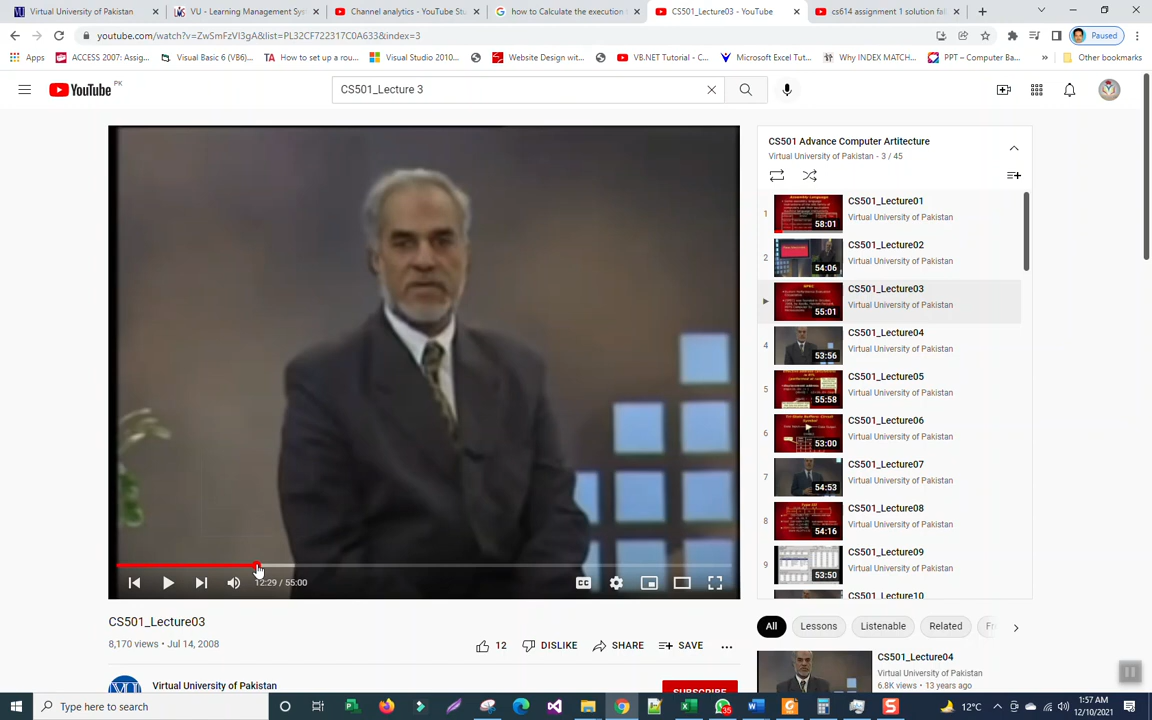 Virtual University of Pakistan
VU - Learning Management Sys
Channel analytics - YouTube Stu
how to Calculate the execution
CS501_Lecture03 - YouTube
cs614 assignment 1 solution fal
youtube.com/watch?v=ZwSmFzVI3gA&list=PL32CF722317C0A633&index=3
Paused
Apps
ACCESS 2007: Assig...
Visual Basic 6 (VB6)...
How to set up a rou...
Visual Studio 2010...
Website Design wit...
VB.NET Tutorial - C...
Microsoft Excel Tut...
Why INDEX MATCH...
PPT – Computer Ba...
»
Other bookmarks
YouTube PK
CS501_Lecture 3
CS501 Advance Computer Artitecture
Virtual University of Pakistan - 3 / 45
1
58:01
CS501_Lecture01
Virtual University of Pakistan
2
54:06
CS501_Lecture02
Virtual University of Pakistan
55:01
CS501_Lecture03
Virtual University of Pakistan
4
53:56
CS501_Lecture04
Virtual University of Pakistan
5
55:58
CS501_Lecture05
Virtual University of Pakistan
6
53:00
CS501_Lecture06
Virtual University of Pakistan
7
54:53
CS501_Lecture07
Virtual University of Pakistan
8
54:16
CS501_Lecture08
Virtual University of Pakistan
9
53:50
CS501_Lecture09
Virtual University of Pakistan
CS501_Lecture10
12:29 / 55:00
CS501_Lecture03
8,170 views • Jul 14, 2008
12
DISLIKE
SHARE
SAVE
Virtual University of Pakistan
SUBSCRIBE
All
Lessons
Listenable
Related
CS501_Lecture04
Virtual University of Pakistan
6.8K views • 13 years ago
Type here to search
35
12°C
1:57 AM
12/10/2021